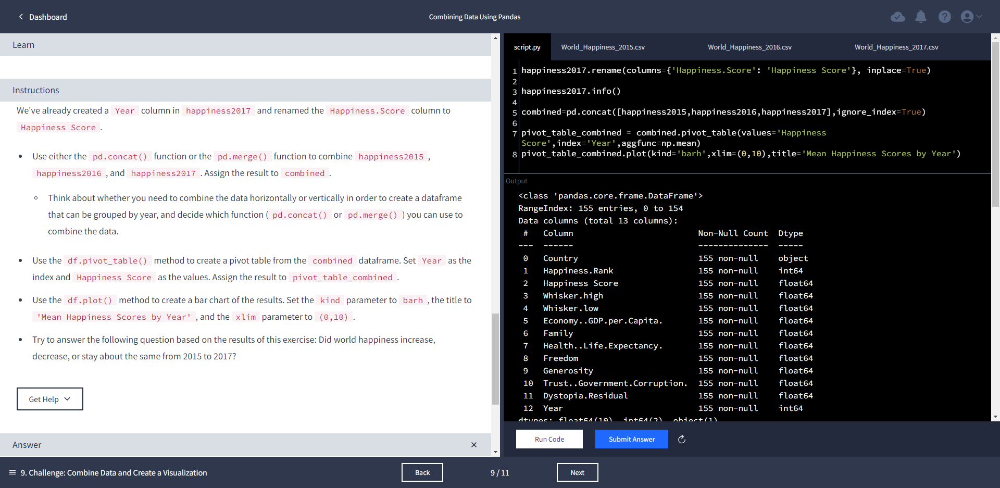 Dashboard
Combining Data Using Pandas
Learn
Instructions
We've already created a Year column in happiness2017 and renamed the Happiness.Score column to
Happiness Score .
Use either the pd.concat() function or the pd.merge() function to combine happiness2015 ,
happiness2016 , and happiness2017 . Assign the result to combined .
Think about whether you need to combine the data horizontally or vertically in order to create a dataframe
that can be grouped by year, and decide which function ( pd.concat() or pd.merge() ) you can use to
combine the data.
Use the df.pivot_table() method to create a pivot table from the combined dataframe. Set Year as the
index and Happiness Score as the values. Assign the result to pivot_table_combined .
Use the df.plot() method to create a bar chart of the results. Set the kind parameter to barh , the title to
'Mean Happiness Scores by Year' , and the xlim parameter to (0,10) .
Try to answer the following question based on the results of this exercise: Did world happiness increase,
decrease, or stay about the same from 2015 to 2017?
Get Help
Answer
script.py World_Happiness_2015.csv World_Happiness_2016.csv World_Happiness_2017.csv
1 happiness2017.rename(columns={'Happiness.Score': 'Happiness Score'}, inplace=True)
2
3 happiness2017.info()
4
5 combined=pd.concat([happiness2015,happiness2016,happiness2017],ignore_index=True)
6
7 pivot_table_combined = combined.pivot_table(values='Happiness
Score',index='Year',aggfunc=np.mean)
8 pivot_table_combined.plot(kind='barh',xlim=(0,10),title='Mean Happiness Scores by Year')
Output
<class 'pandas.core.frame.DataFrame'>
RangeIndex: 155 entries, 0 to 154
Data columns (total 13 columns):
# Column Non-Null Count Dtype
--- ------ -------------- -----
0 Country 155 non-null object
1 Happiness.Rank 155 non-null int64
2 Happiness Score 155 non-null float64
3 Whisker.high 155 non-null float64
4 Whisker.low 155 non-null float64
5 Economy..GDP.per.Capita. 155 non-null float64
6 Family 155 non-null float64
7 Health..Life.Expectancy. 155 non-null float64
8 Freedom 155 non-null float64
9 Generosity 155 non-null float64
10 Trust..Government.Corruption. 155 non-null float64
11 Dystopia.Residual 155 non-null float64
12 Year 155 non-null int64
dtypes: float64(10), int64(2), object(1)
Run Code Submit Answer
9. Challenge: Combine Data and Create a Visualization
Back 9 / 11 Next